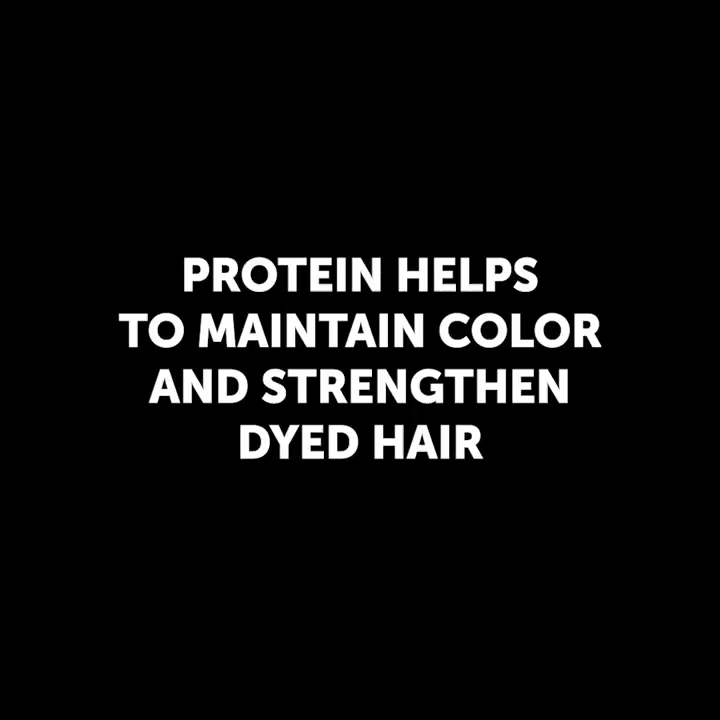 PROTEIN HELPS
TO MAINTAIN COLOR
AND STRENGTHEN
DYED HAIR